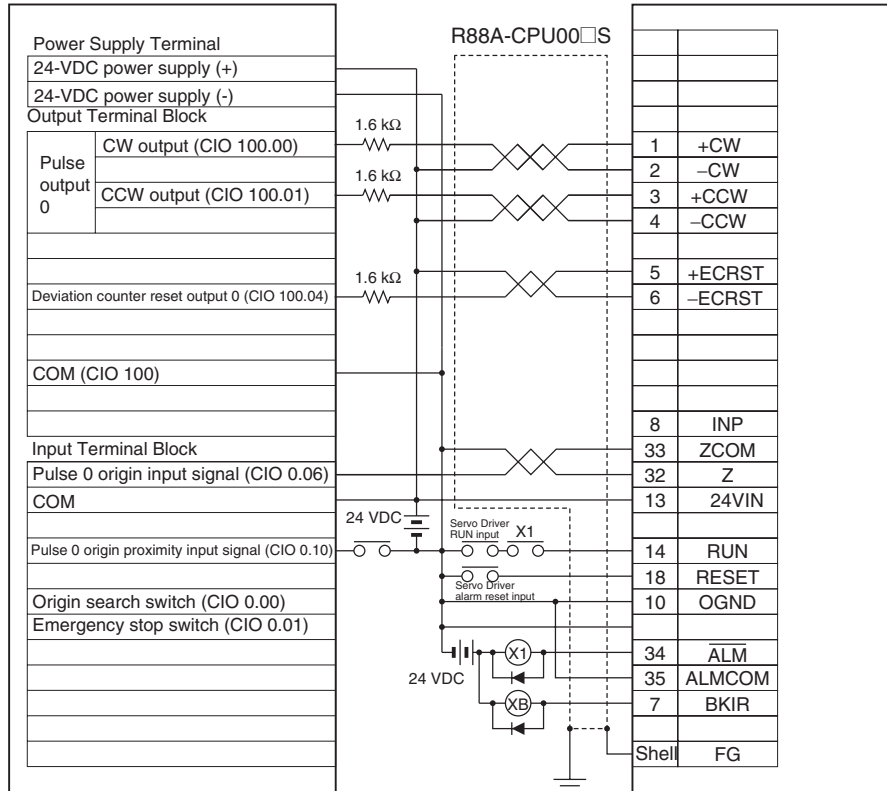 R88A-CPU00□S
Power Supply Terminal
24-VDC power supply (+)
24-VDC power supply (-)
Output Terminal Block
Pulse output 0
CW output (CIO 100.00)
CCW output (CIO 100.01)
Deviation counter reset output 0 (CIO 100.04)
COM (CIO 100)
Input Terminal Block
Pulse 0 origin input signal (CIO 0.06)
COM
Pulse 0 origin proximity input signal (CIO 0.10)
Origin search switch (CIO 0.00)
Emergency stop switch (CIO 0.01)
1.6 kΩ
1.6 kΩ
1.6 kΩ
24 VDC
Servo Driver
RUN input
X1
Servo Driver
alarm reset input
24 VDC
X1
XB
1 +CW
2 −CW
3 +CCW
4 −CCW
5 +ECRST
6 −ECRST
8 INP
33 ZCOM
32 Z
13 24VIN
14 RUN
18 RESET
10 OGND
34 A̅L̅M̅
35 ALMCOM
7 BKIR
Shell FG